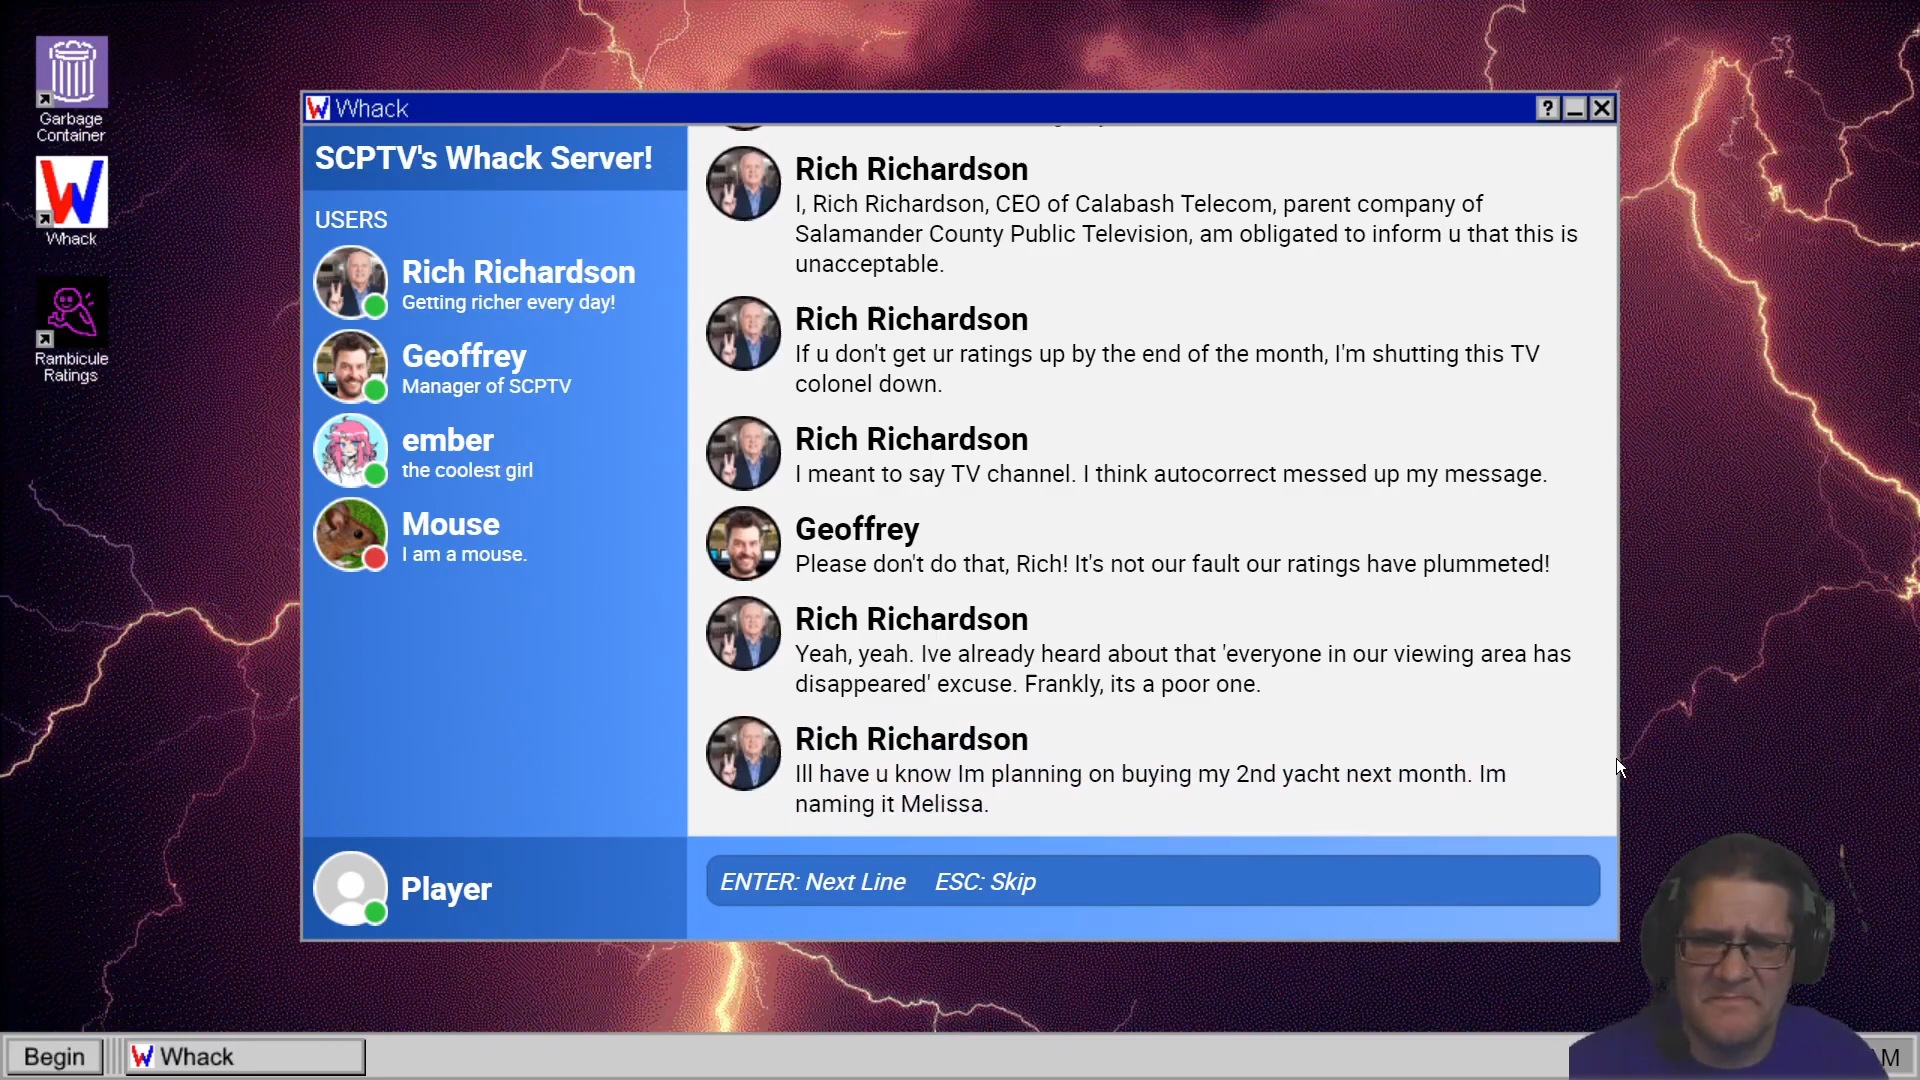 Garbage
Container
Whack
Rambicule
Ratings
Whack
SCPTV's Whack Server!
USERS
Rich Richardson
Getting richer every day!
Geoffrey
Manager of SCPTV
ember
the coolest girl
Mouse
I am a mouse.
Player
Rich Richardson
I, Rich Richardson, CEO of Calabash Telecom, parent company of
Salamander County Public Television, am obligated to inform u that this is
unacceptable.
Rich Richardson
If u don't get ur ratings up by the end of the month, I'm shutting this TV
colonel down.
Rich Richardson
I meant to say TV channel. I think autocorrect messed up my message.
Geoffrey
Please don't do that, Rich! It's not our fault our ratings have plummeted!
Rich Richardson
Yeah, yeah. Ive already heard about that 'everyone in our viewing area has
disappeared' excuse. Frankly, its a poor one.
Rich Richardson
Ill have u know Im planning on buying my 2nd yacht next month. Im
naming it Melissa.
ENTER: Next Line ESC: Skip
Begin
Whack
AM